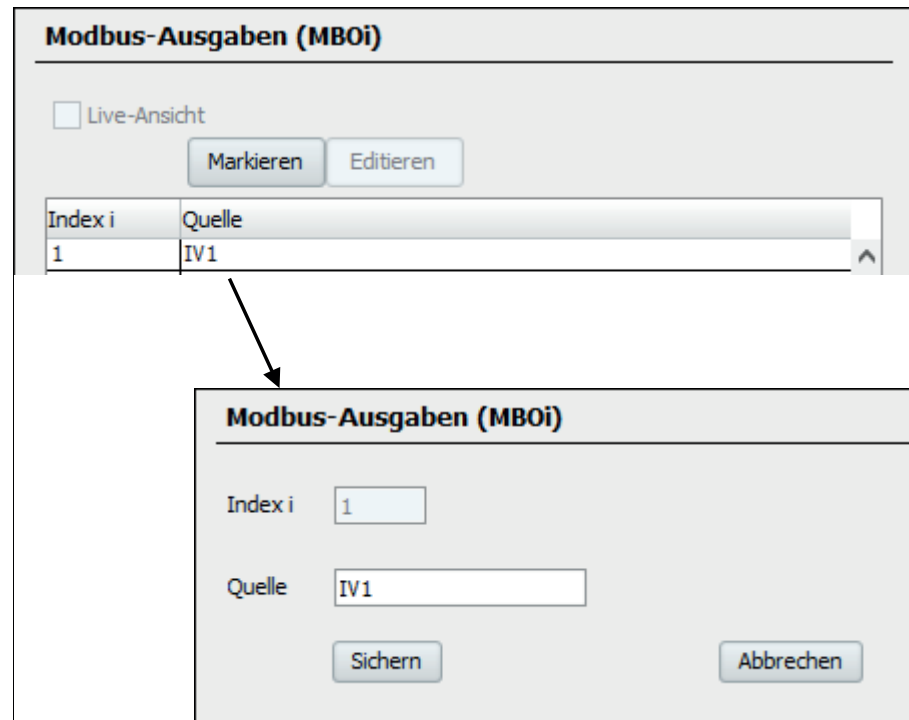 Modbus-Ausgaben (MBOi)
Live-Ansicht
Markieren Editieren
Index i Quelle
1 IV1
Modbus-Ausgaben (MBOi)
Index i 1
Quelle IV1
Sichern Abbrechen